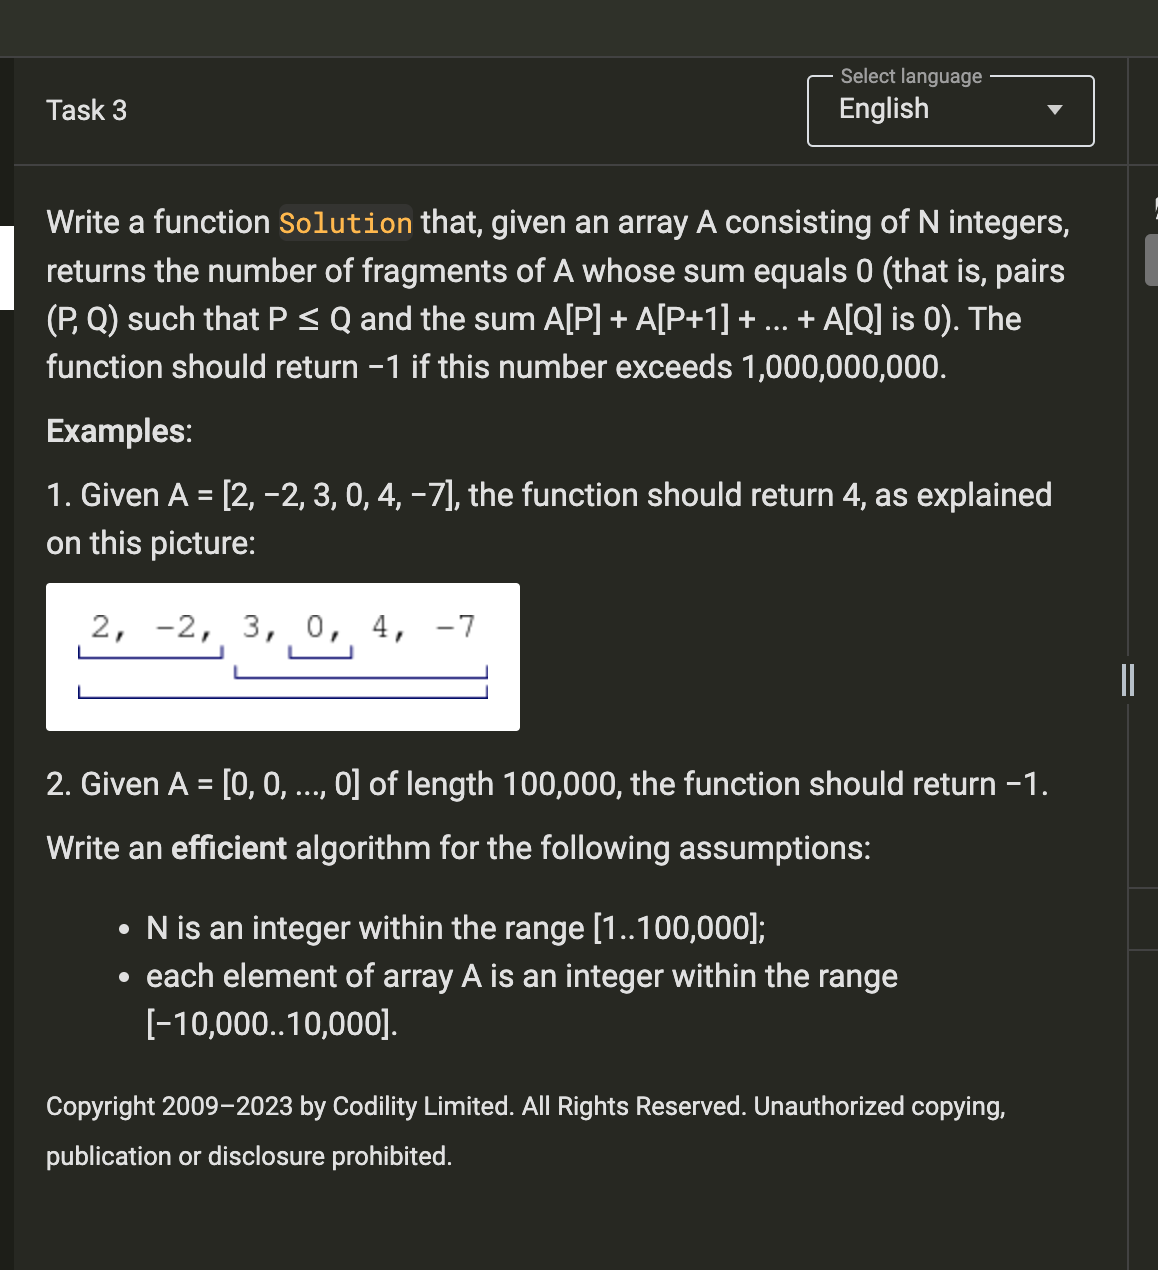 Select language
Task 3
English
Write a function Solution that, given an array A consisting of N integers,
returns the number of fragments of A whose sum equals 0 (that is, pairs
(P, Q) such that P ≤ Q and the sum A[P] + A[P+1] + ... + A[Q] is 0). The
function should return −1 if this number exceeds 1,000,000,000.
Examples:
1. Given A = [2, −2, 3, 0, 4, −7], the function should return 4, as explained
on this picture:
2, -2, 3, 0, 4, -7
2. Given A = [0, 0, ..., 0] of length 100,000, the function should return −1.
Write an efficient algorithm for the following assumptions:
• N is an integer within the range [1..100,000];
• each element of array A is an integer within the range
[−10,000..10,000].
Copyright 2009–2023 by Codility Limited. All Rights Reserved. Unauthorized copying,
publication or disclosure prohibited.